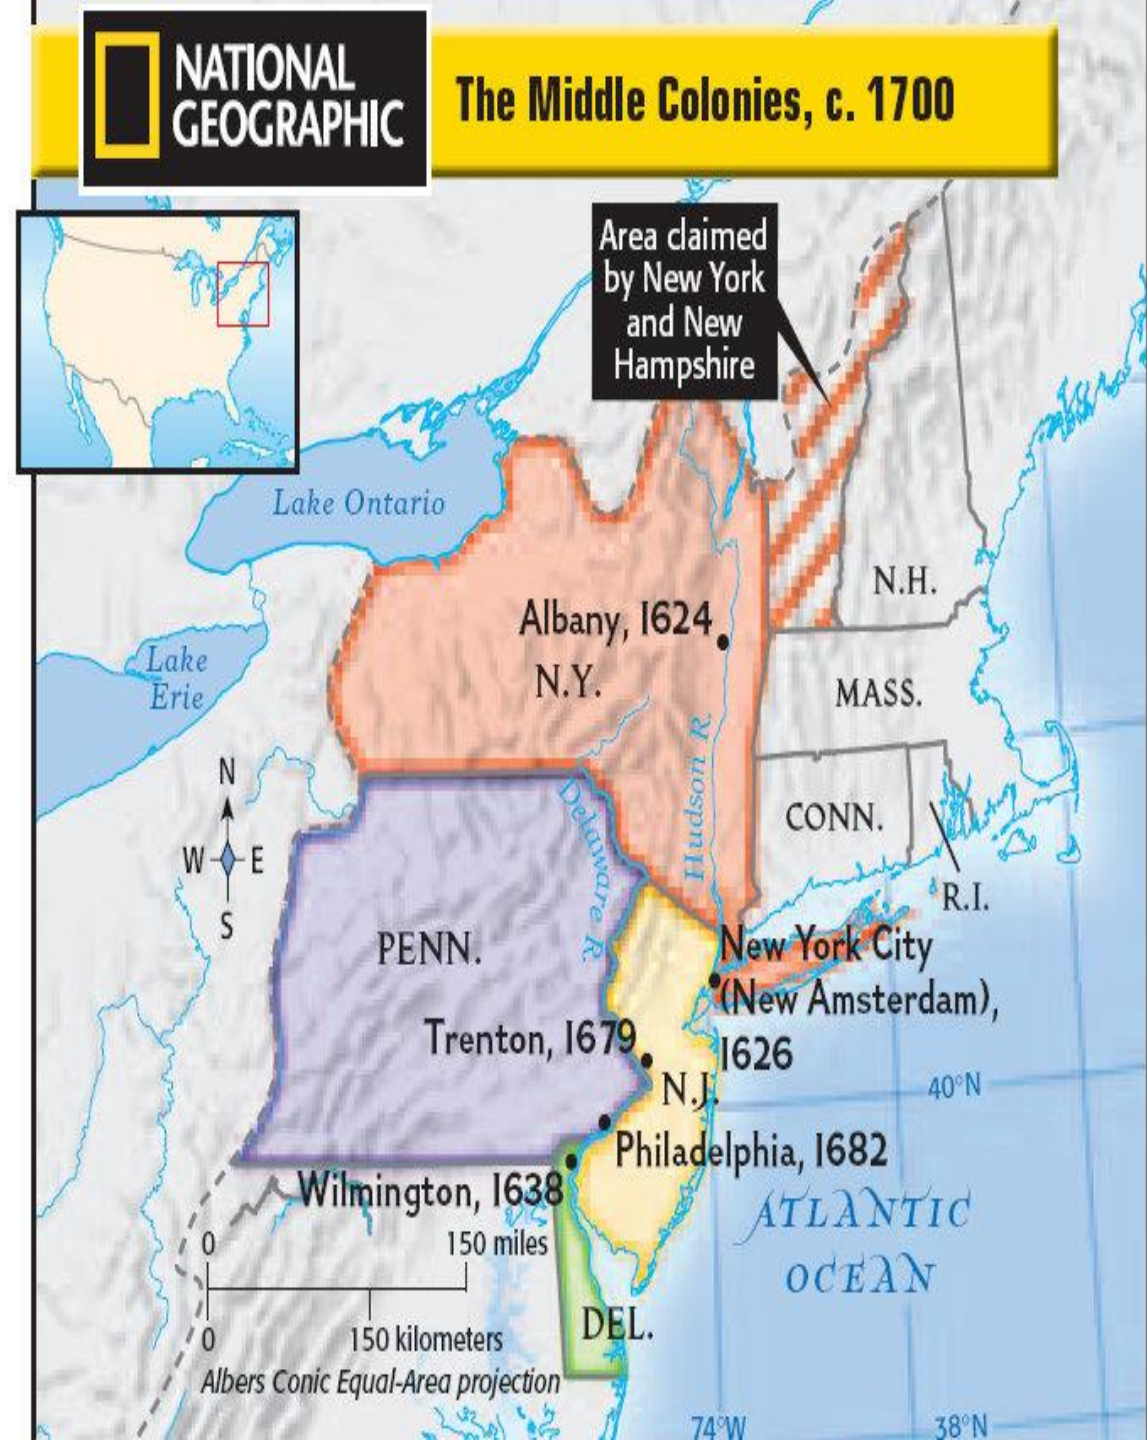 NATIONAL
GEOGRAPHIC
The Middle Colonies, c. 1700
Area claimed
by New York
and New
Hampshire
Lake Ontario
Lake
Erie
Albany, 1624
N.Y.
N.H.
MASS.
CONN.
R.I.
Hudson R.
Delaware R.
N
W E
S
PENN.
New York City
(New Amsterdam),
1626
Trenton, 1679
N.J.
40°N
Philadelphia, 1682
Wilmington, 1638
ATLANTIC
OCEAN
DEL.
0 150 miles
0 150 kilometers
Albers Conic Equal-Area projection
74°W
38°N